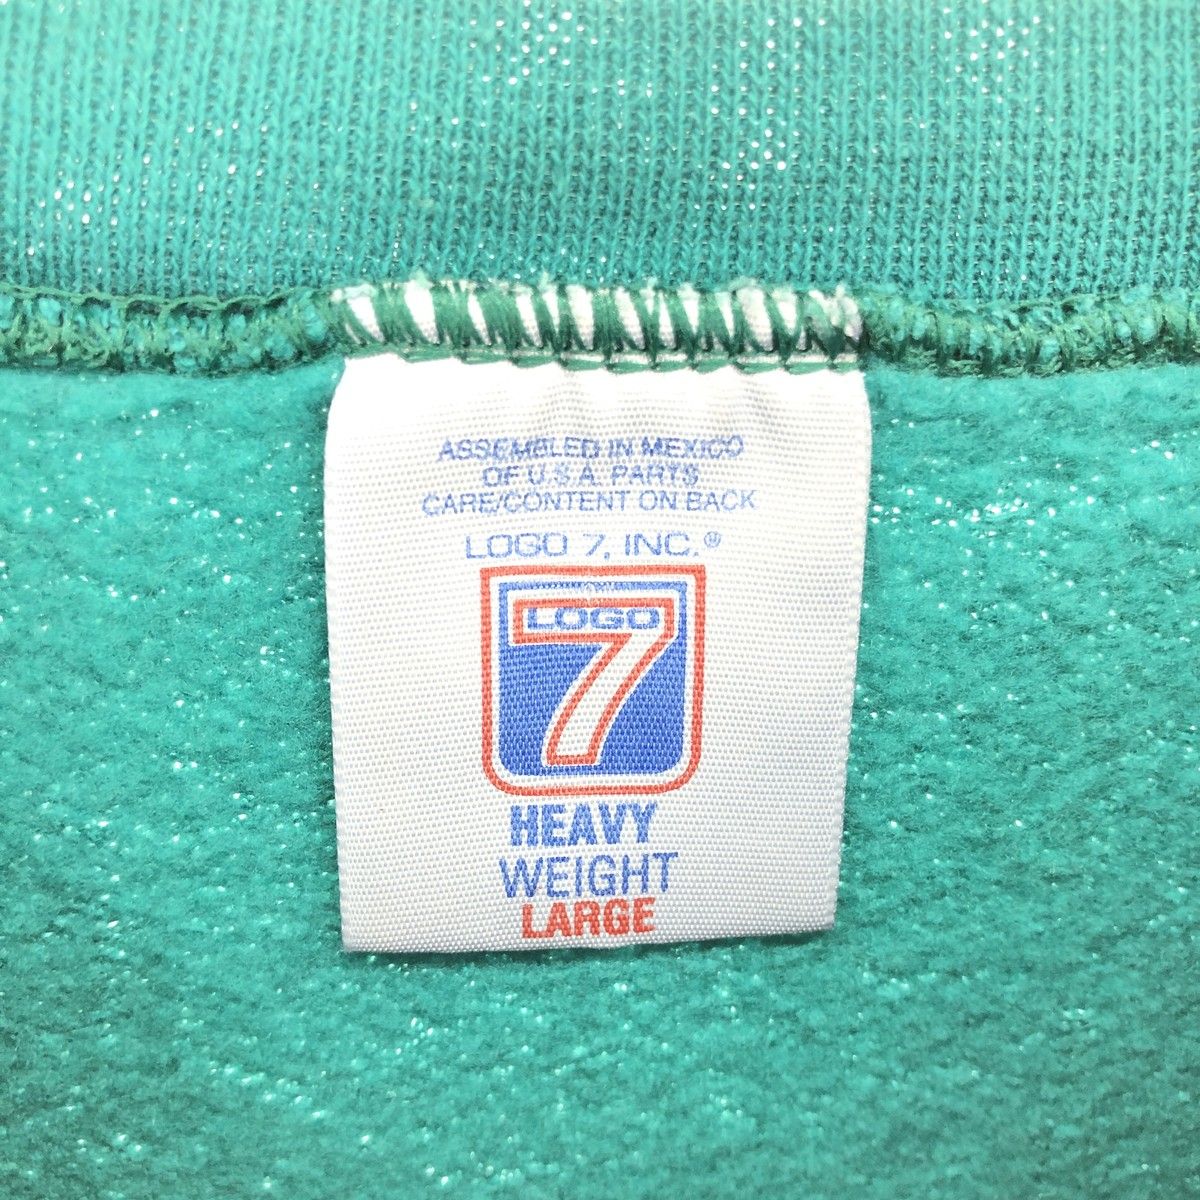 ASSEMBLED IN MEXICO
OF U.S.A. PARTS
CARE/CONTENT ON BACK
LOGO 7, INC.®
LOGO
7
HEAVY
WEIGHT
LARGE